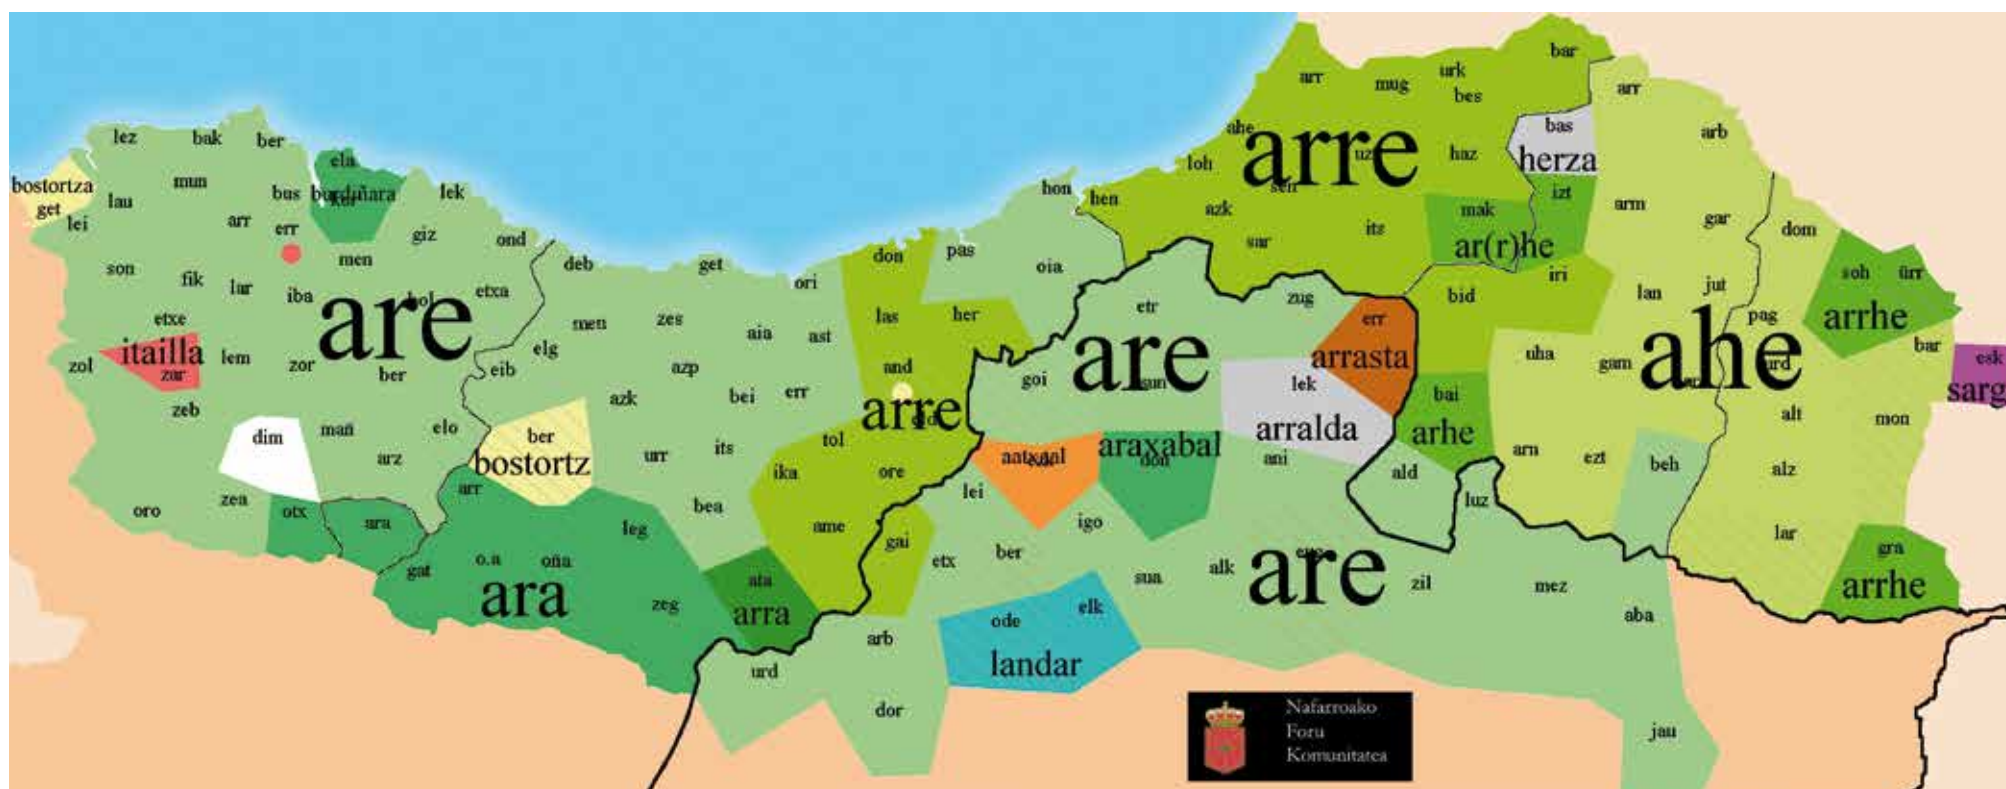 bar
arr
mug
urk
bes
arr
lez
bak
ber
ahe
arre
bas
arb
ela
loh
haz
herza
bostortza
mun
bus
burduñara
lek
hon
hen
izt
get
lau
arm
lei
arr
err
giz
ond
azk
sar
its
mak
gar
dom
ar(r)he
son
fik
lar
men
iba
etxa
deb
get
ori
don
pas
oia
bid
iri
lan
jut
soh
ürr
etxe
are
men
zes
aia
ast
las
her
etr
zug
err
pag
arrhe
itailla
zar
zol
lem
zor
ber
eib
elg
azp
and
goi
are
sun
lek
arrasta
uha
gam
ahe
bar
esk
sarg
zeb
azk
bei
err
arre
bai
arhe
alt
mon
dim
mañ
elo
arz
ber
bostortz
urr
its
tol
ika
ore
aatxaal
araxabal
don
arralda
ani
ald
arn
ezt
beh
alz
oro
zea
otx
ara
arr
leg
bea
ame
gai
lei
igo
luz
lar
gat
o.a
oña
ara
zeg
ata
arra
etx
ber
sua
alk
are
zil
mez
aba
gra
arrhe
urd
arb
dor
ode
elk
landar
jau
Nafarroako
Foru
Komunitatea